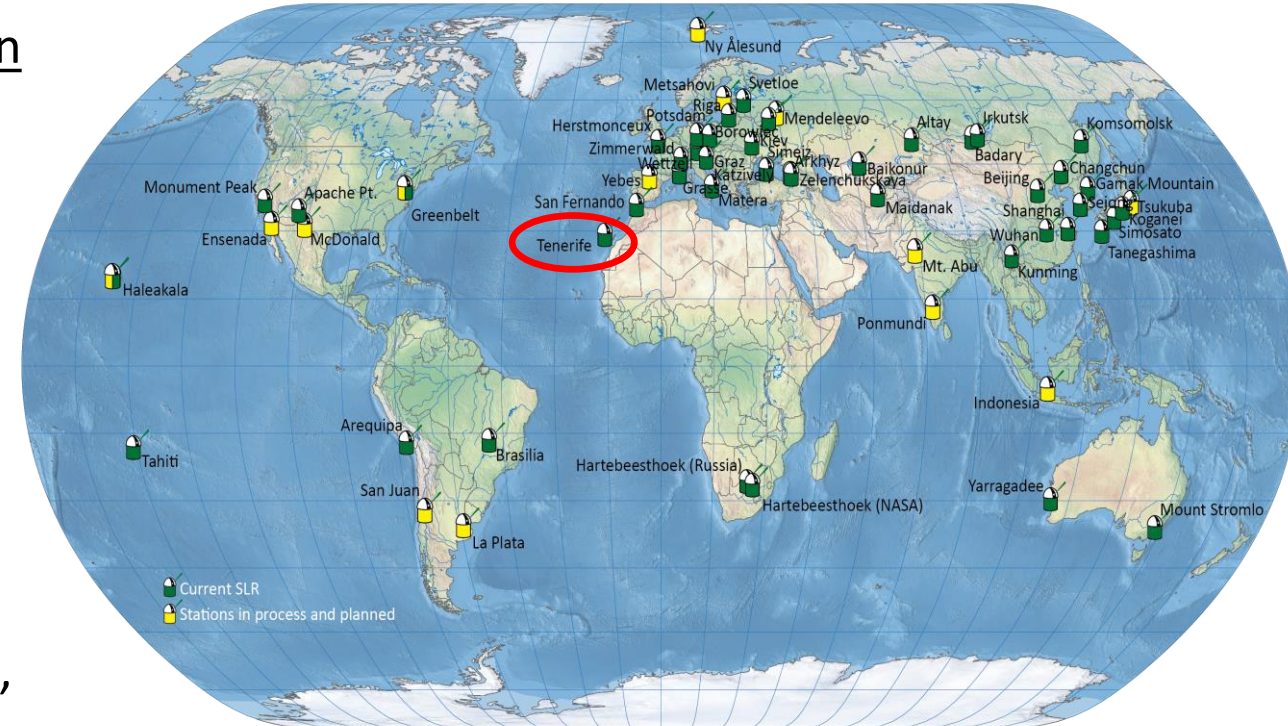 n
Ny Ålesund
Metsahovi
Svetloe
Riga
Potsdam
Mendeleevo
Herstmonceux
Borowiec
Kiev
Altay
Irkutsk
Komsomolsk
Zimmerwald
Simeiz
Badary
Wettzell
Graz
Arkhyz
Baikonur
Changchun
Monument Peak
Apache Pt.
Yebes
Katzively
Zelenchukskaya
Beijing
Gamak Mountain
Grasse
Matera
Maidanak
Sejong
Tsukuba
Greenbelt
San Fernando
Shanghai
Koganei
Ensenada
McDonald
Tenerife
Wuhan
Simosato
Tanegashima
Mt. Abu
Kunming
Haleakala
Ponmundi
Indonesia
Arequipa
Brasilia
Tahiti
Hartebeesthoek (Russia)
San Juan
Yarragadee
Hartebeesthoek (NASA)
Mount Stromlo
La Plata
Current SLR
Stations in process and planned
,